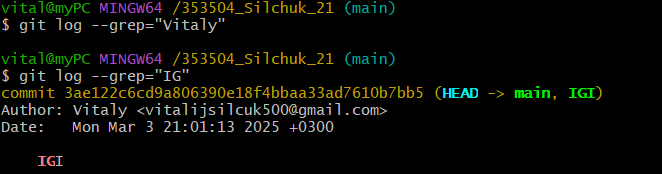 vital@myPC MINGW64 /353504_Silchuk_21 (main)
$ git log --grep="Vitaly"
vital@myPC MINGW64 /353504_Silchuk_21 (main)
$ git log --grep="IG"
commit 3ae122c6cd9a806390e18f4bbaa33ad7610b7bb5 (HEAD -> main, IGI)
Author: Vitaly <vitalijsilcuk500@gmail.com>
Date:   Mon Mar 3 21:01:13 2025 +0300
    IGI